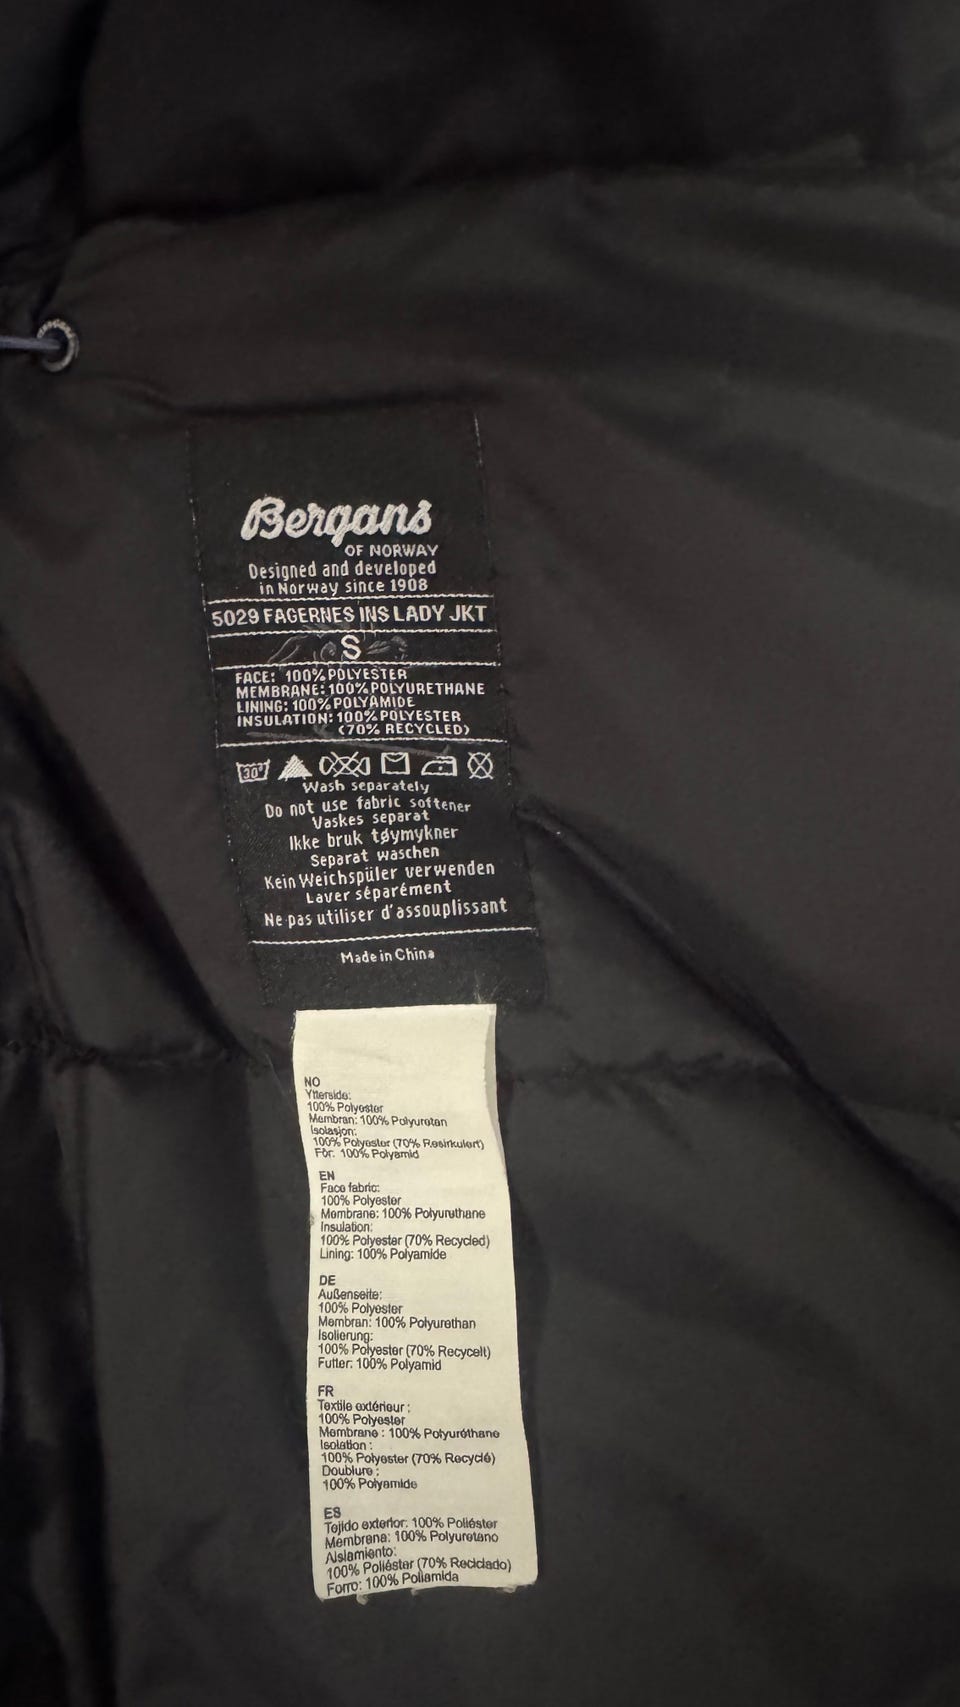 Bergans
OF NORWAY
Designed and developed
in Norway since 1908
5029 FAGERNES INS LADY JKT
S
FACE: 100% POLYESTER
MEMBRANE: 100% POLYURETHANE
LINING: 100% POLYAMIDE
INSULATION: 100% POLYESTER
(70% RECYCLED)
30°
Wash separately
Do not use fabric softener
Vaskes separat
Ikke bruk tøymykner
Separat waschen
Kein Weichspüler verwenden
Laver séparément
Ne pas utiliser d'assouplissant
Made in China
NO
Ytterside:
100% Polyester
Membran: 100% Polyuretan
Isolasjon:
100% Polyester (70% Resirkulert)
Fôr: 100% Polyamid
EN
Face fabric:
100% Polyester
Membrane: 100% Polyurethane
Insulation:
100% Polyester (70% Recycled)
Lining: 100% Polyamide
DE
Außenseite:
100% Polyester
Membran: 100% Polyurethan
Isolierung:
100% Polyester (70% Recycelt)
Futter: 100% Polyamid
FR
Textile extérieur :
100% Polyester
Membrane : 100% Polyuréthane
Isolation :
100% Polyester (70% Recyclé)
Doublure :
100% Polyamide
ES
Tejido exterior: 100% Poliéster
Membrana: 100% Polyuretano
Aislamiento:
100% Poliéster (70% Reciclado)
Forro: 100% Poliamida